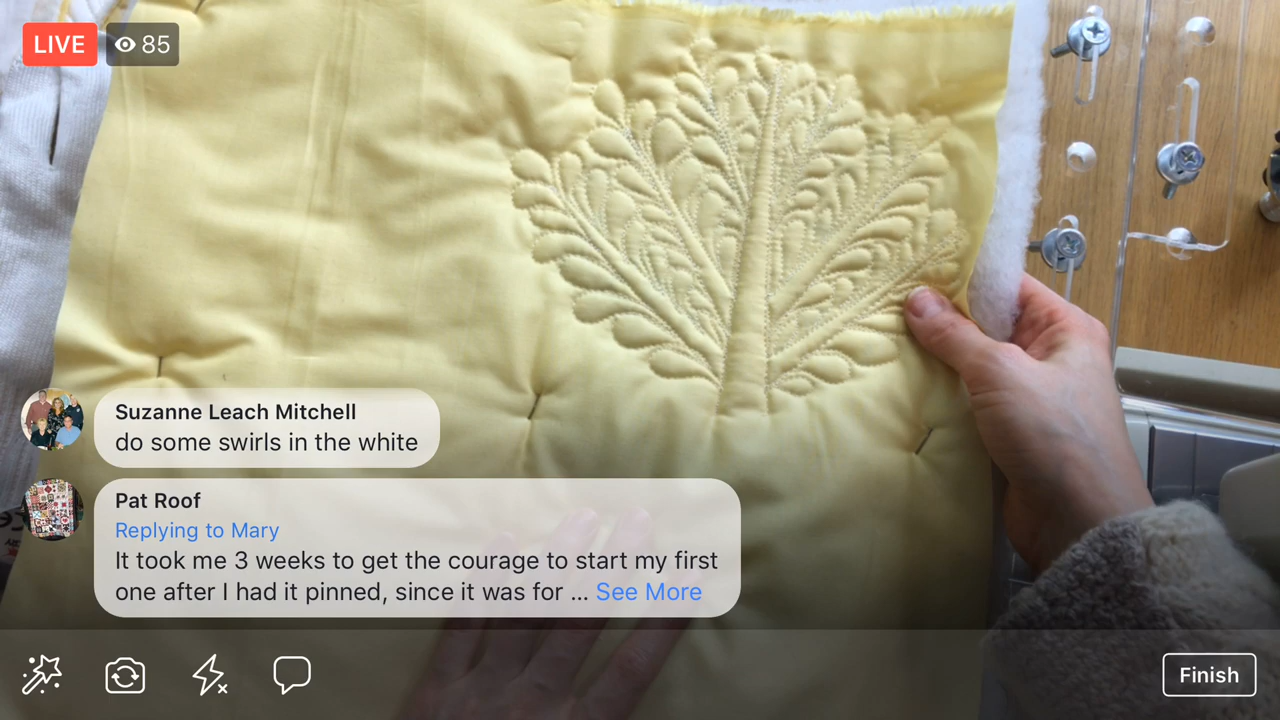 LIVE 85
Suzanne Leach Mitchell
do some swirls in the white
Pat Roof
Replying to Mary
It took me 3 weeks to get the courage to start my first
one after I had it pinned, since it was for ... See More
Finish